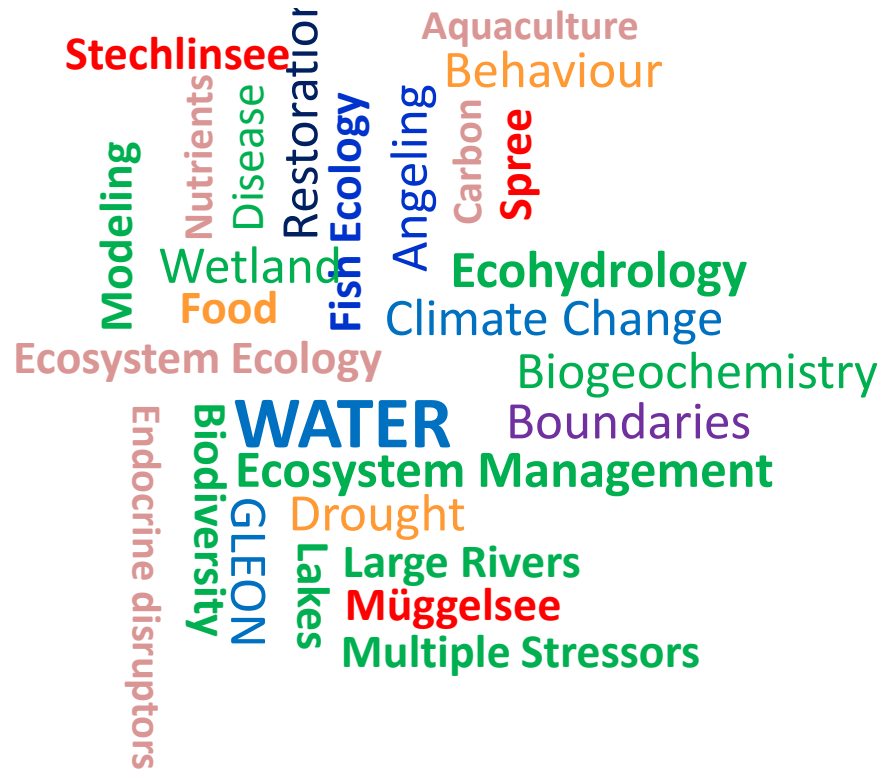 Stechlinsee
Aquaculture
Behaviour
Nutrients
Disease
Restoration
Fish Ecology
Angeling
Carbon
Spree
Modeling
Wetland
Ecohydrology
Food
Climate Change
Ecosystem Ecology
Biogeochemistry
WATER
Boundaries
Endocrine disruptors
Biodiversity
Ecosystem Management
GLEON
Drought
Lakes
Large Rivers
Müggelsee
Multiple Stressors